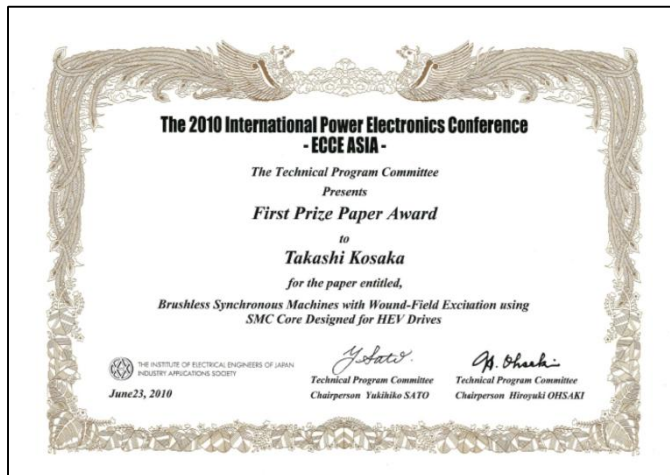 The 2010 International Power Electronics Conference
- ECCE ASIA -
The Technical Program Committee
Presents
First Prize Paper Award
to
Takashi Kosaka
for the paper entitled,
Brushless Synchronous Machines with Wound-Field Excitation using
SMC Core Designed for HEV Drives
THE INSTITUTE OF ELECTRICAL ENGINEERS OF JAPAN
INDUSTRY APPLICATIONS SOCIETY
June23, 2010
Y. Sato.
Technical Program Committee
Chairperson Yukihiko SATO
H. Ohsaki
Technical Program Committee
Chairperson Hiroyuki OHSAKI